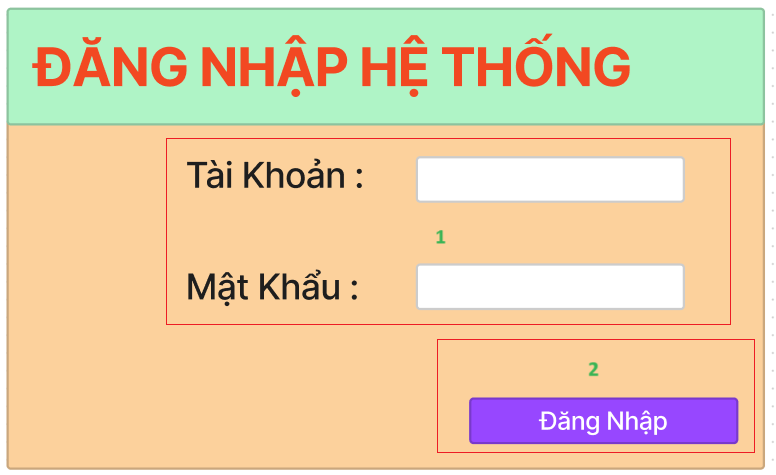 ĐĂNG NHẬP HỆ THỐNG
Tài Khoản :
1
Mật Khẩu :
2
Đăng Nhập